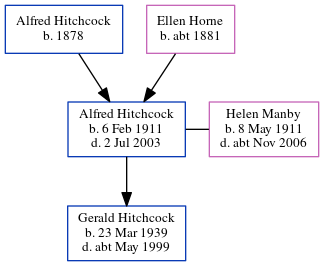 Alfred Hitchcock
b. 1878
Ellen Horne
b. abt 1881
Alfred Hitchcock
b. 6 Feb 1911
d. 2 Jul 2003
Helen Manby
b. 8 May 1911
d. abt Nov 2006
Gerald Hitchcock
b. 23 Mar 1939
d. abt May 1999